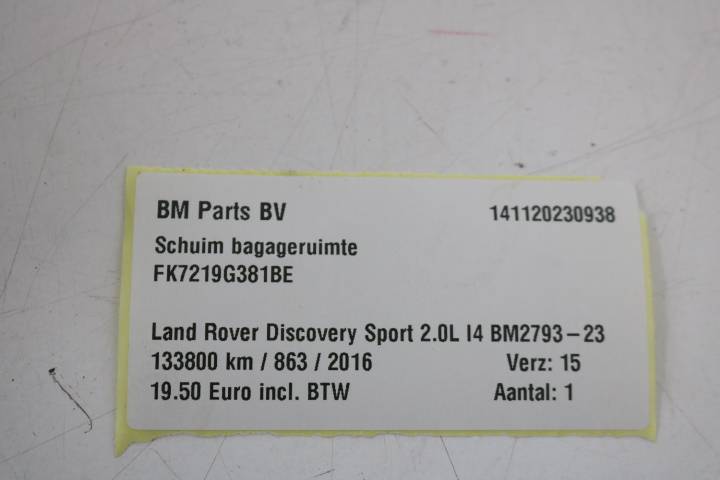 BM Parts BV 141120230938
Schuim bagageruimte
FK7219G381BE
Land Rover Discovery Sport 2.0L I4 BM2793-23
133800 km / 863 / 2016 Verz: 15
19.50 Euro incl. BTW Aantal: 1